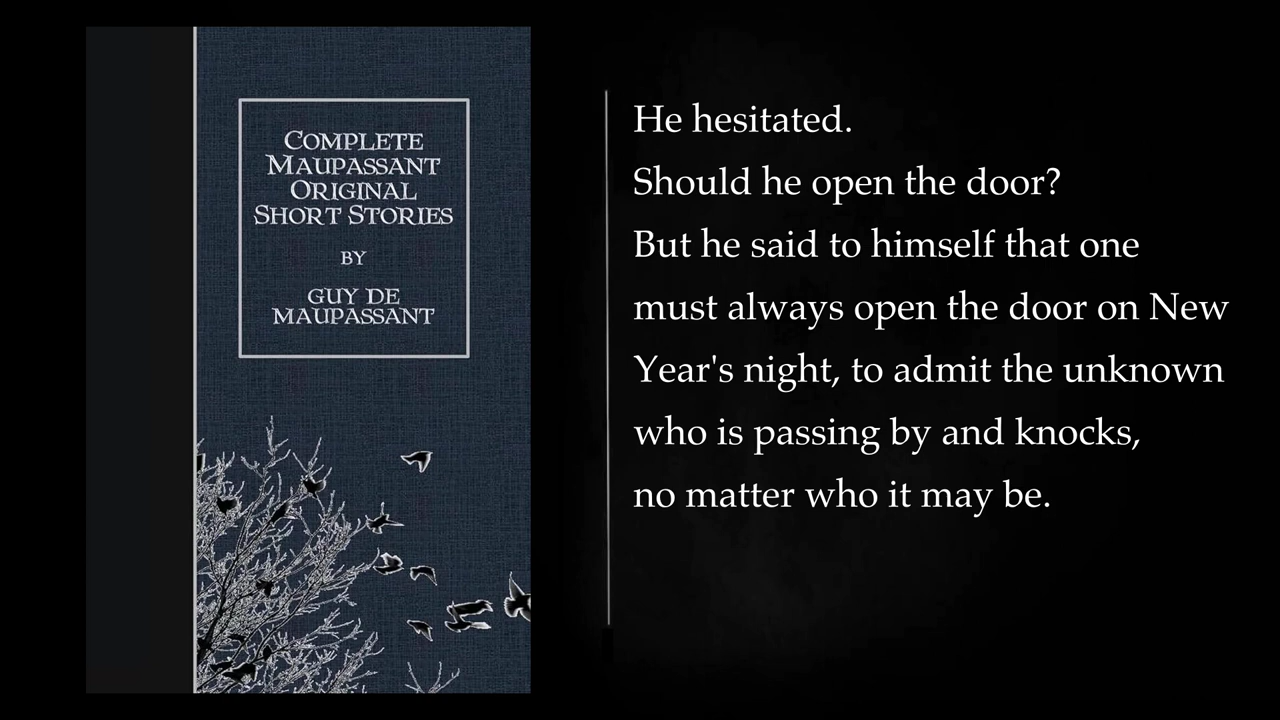 COMPLETE
MAUPASSANT
ORIGINAL
SHORT STORIES
BY
GUY DE
MAUPASSANT
He hesitated.
Should he open the door?
But he said to himself that one
must always open the door on New
Year's night, to admit the unknown
who is passing by and knocks,
no matter who it may be.